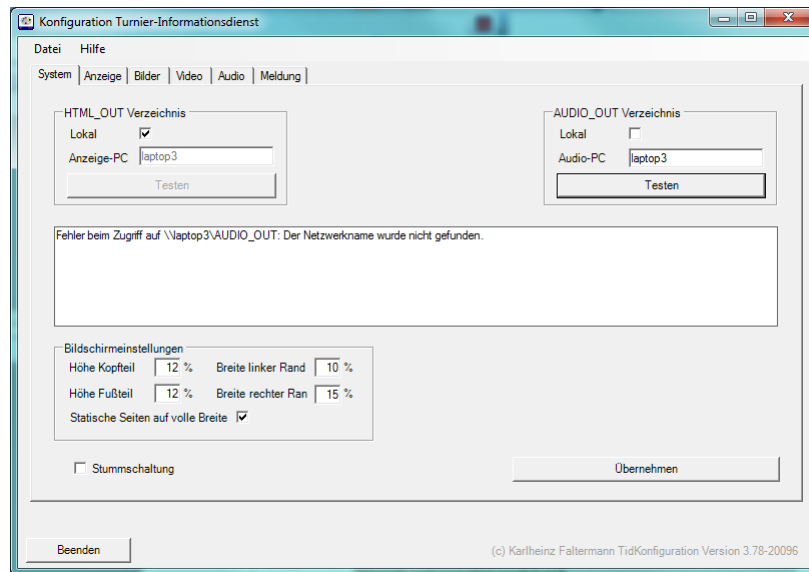 Konfiguration Turnier-Informationsdienst
Datei Hilfe
System Anzeige Bilder Video Audio Meldung
HTML_OUT Verzeichnis
Lokal
Anzeige-PC laptop3
Testen
AUDIO_OUT Verzeichnis
Lokal
Audio-PC laptop3
Testen
Fehler beim Zugriff auf \\laptop3\AUDIO_OUT: Der Netzwerkname wurde nicht gefunden.
Bildschirmeinstellungen
Höhe Kopfteil 12 % Breite linker Rand 10 %
Höhe Fußteil 12 % Breite rechter Ran 15 %
Statische Seiten auf volle Breite
Stummschaltung
Übernehmen
Beenden
(c) Karlheinz Faltermann TidKonfiguration Version 3.78-20096